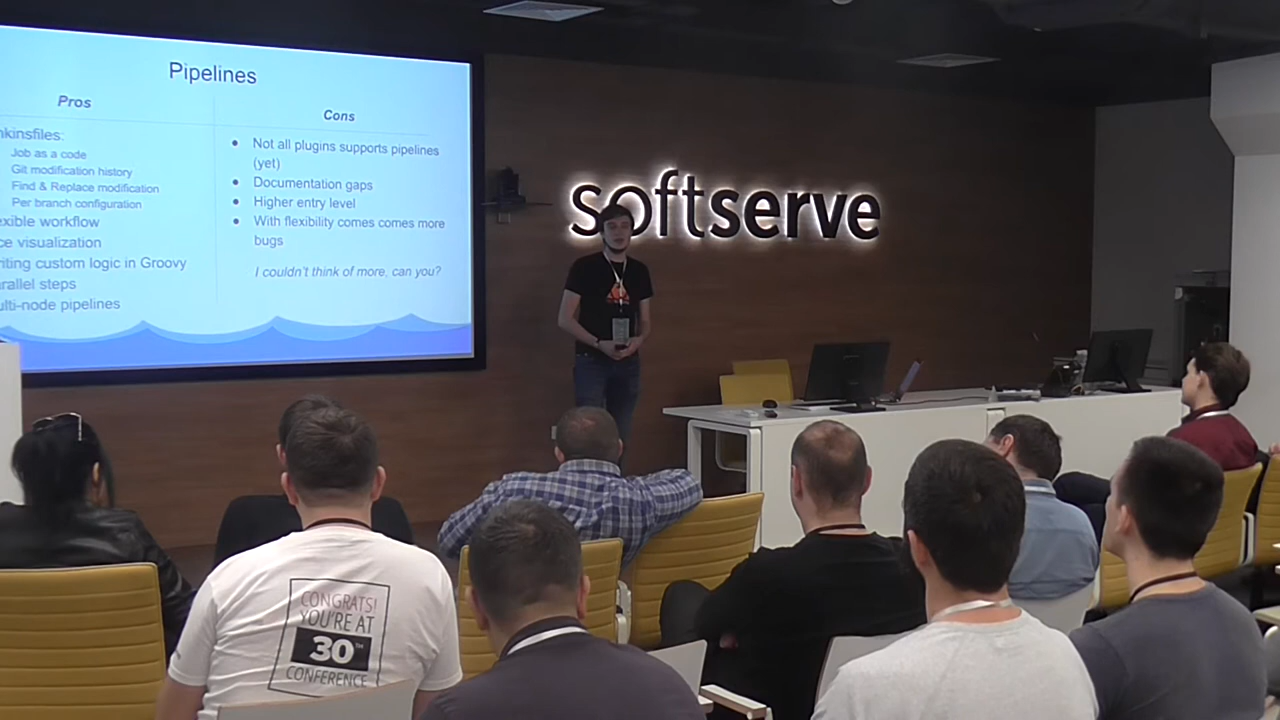 Pipelines
Pros
nkinsfiles:
Job as a code
Git modification history
Find & Replace modification
Per branch configuration
exible workflow
ce visualization
riting custom logic in Groovy
arallel steps
ulti-node pipelines
Cons
Not all plugins supports pipelines
(yet)
Documentation gaps
Higher entry level
With flexibility comes comes more
bugs
I couldn't think of more, can you?
softserve
CONGRATS!
YOU'RE AT
30™
CONFERENCE